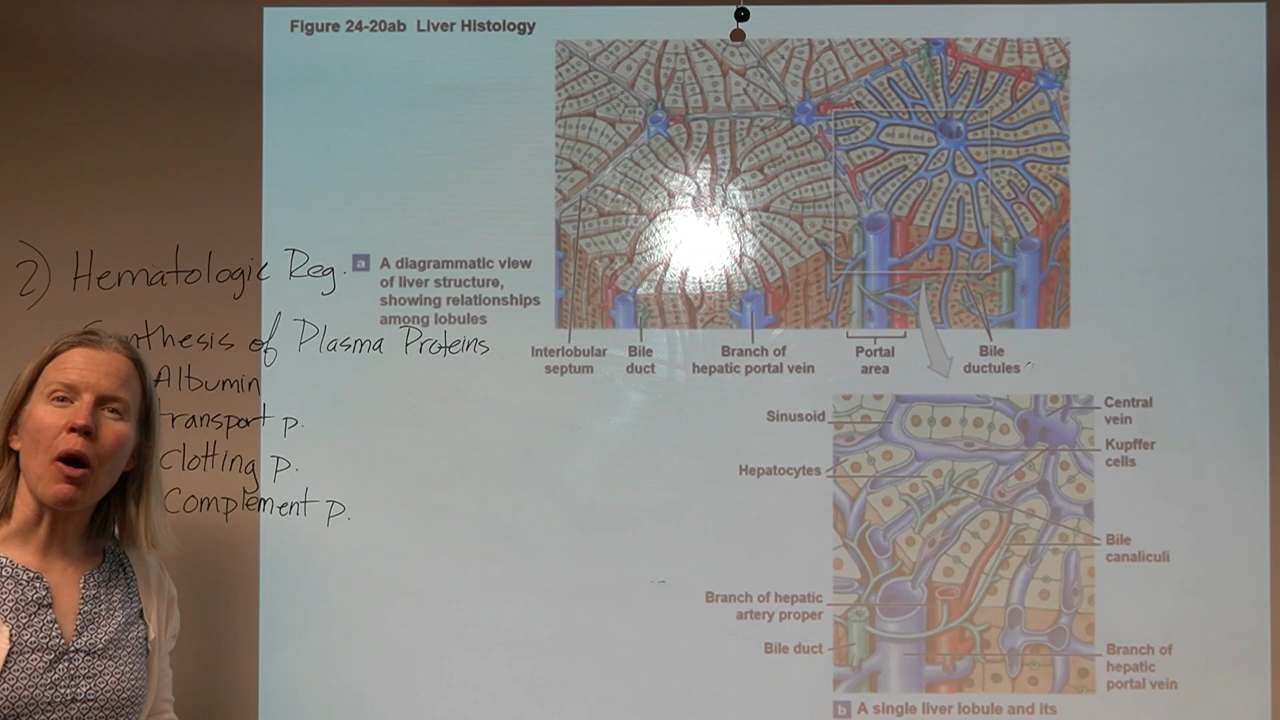 Figure 24-20ab Liver Histology
2) Hematologic Reg.
of Plasma Proteins
Albumin
transport p.
clotting p.
Complement p.
a A diagrammatic view
of liver structure,
showing relationships
among lobules
Interlobular
septum
Bile
duct
Branch of
hepatic portal vein
Portal
area
Bile
ductules
Sinusoid
Hepatocytes
Branch of hepatic
artery proper
Bile duct
Central
vein
Kupffer
cells
Bile
canaliculi
Branch of
hepatic
portal vein
b A single liver lobule and its